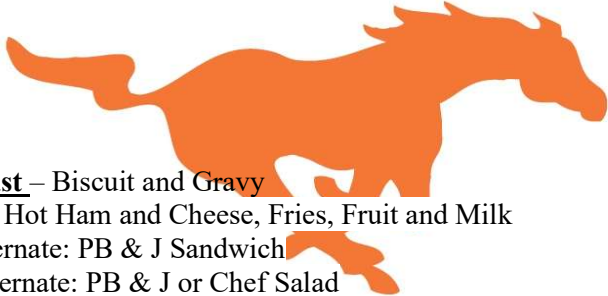 ast – Biscuit and Gravy
Hot Ham and Cheese, Fries, Fruit and Milk
ernate: PB & J Sandwich
ernate: PB & J or Chef Salad